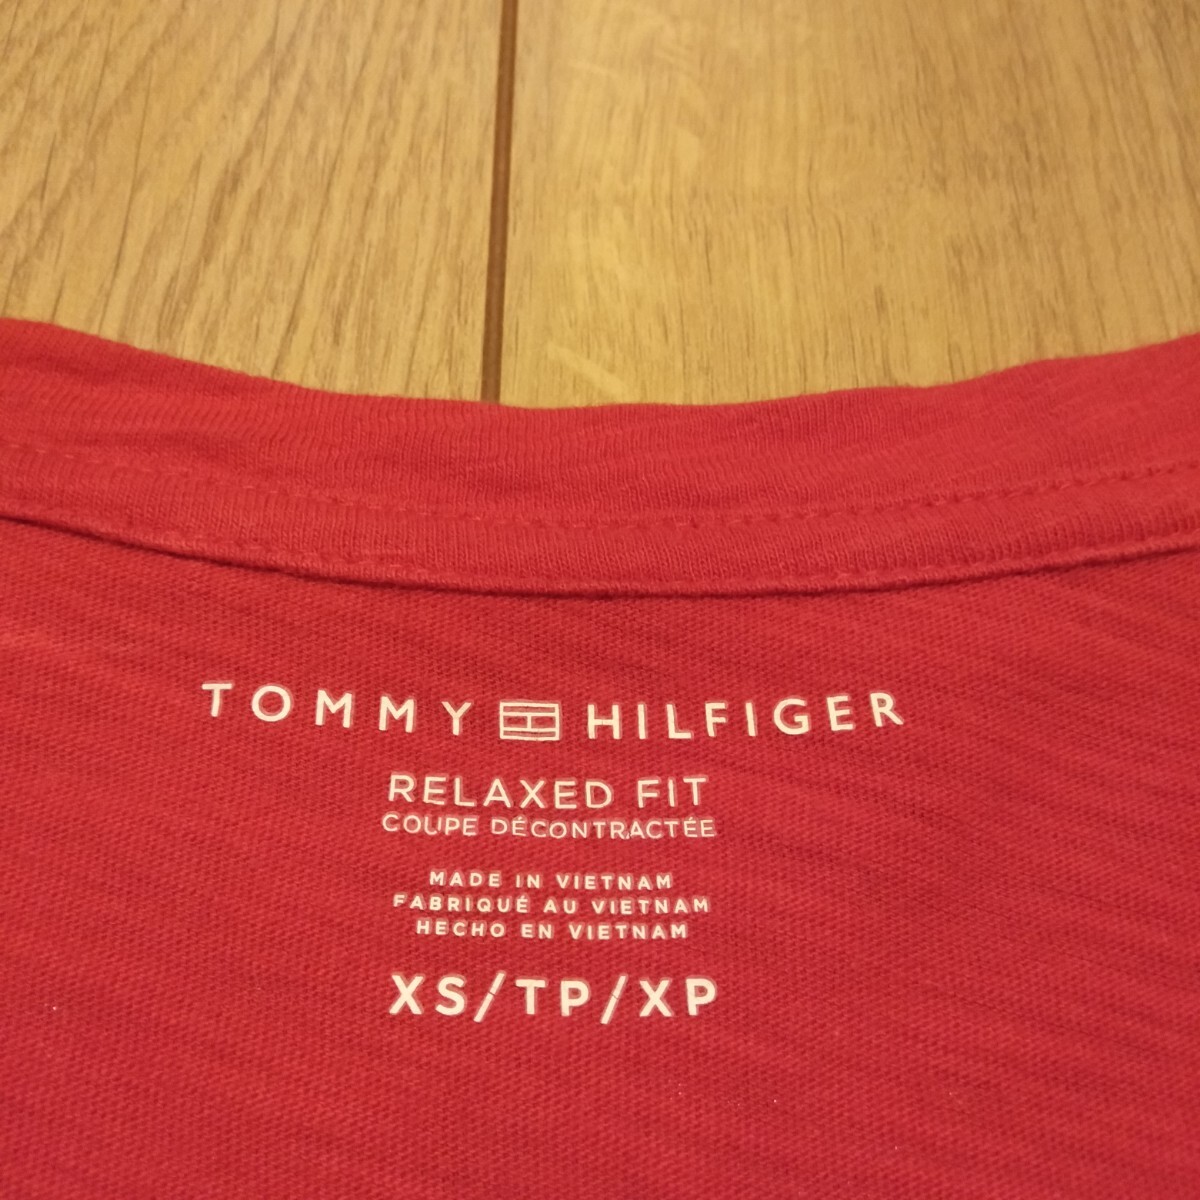 TOMMY HILFIGER
RELAXED FIT
COUPE DÉCONTRACTÉE
MADE IN VIETNAM
FABRIQUÉ AU VIETNAM
HECHO EN VIETNAM
XS/TP/XP